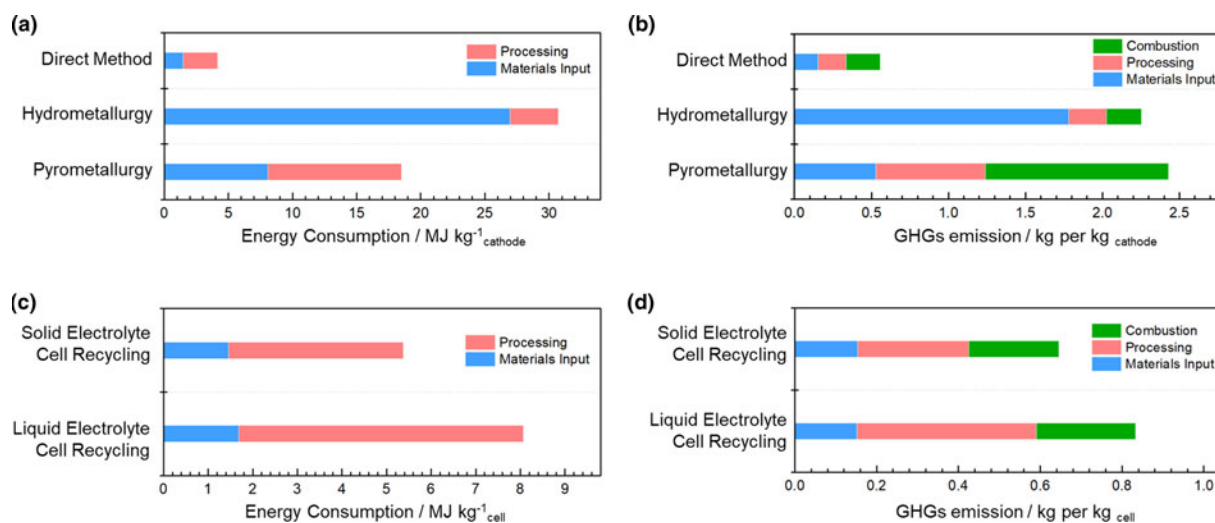 (a)
Direct Method
Hydrometallurgy
Pyrometallurgy
Processing
Materials Input
0 5 10 15 20 25 30
Energy Consumption / MJ kg⁻¹cathode
(b)
Direct Method
Hydrometallurgy
Pyrometallurgy
Combustion
Processing
Materials Input
0.0 0.5 1.0 1.5 2.0 2.5
GHGs emission / kg per kg cathode
(c)
Solid Electrolyte
Cell Recycling
Liquid Electrolyte
Cell Recycling
Processing
Materials Input
0 1 2 3 4 5 6 7 8 9
Energy Consumption / MJ kg⁻¹cell
(d)
Solid Electrolyte
Cell Recycling
Liquid Electrolyte
Cell Recycling
Combustion
Processing
Materials Input
0.0 0.2 0.4 0.6 0.8 1.0
GHGs emission / kg per kg cell